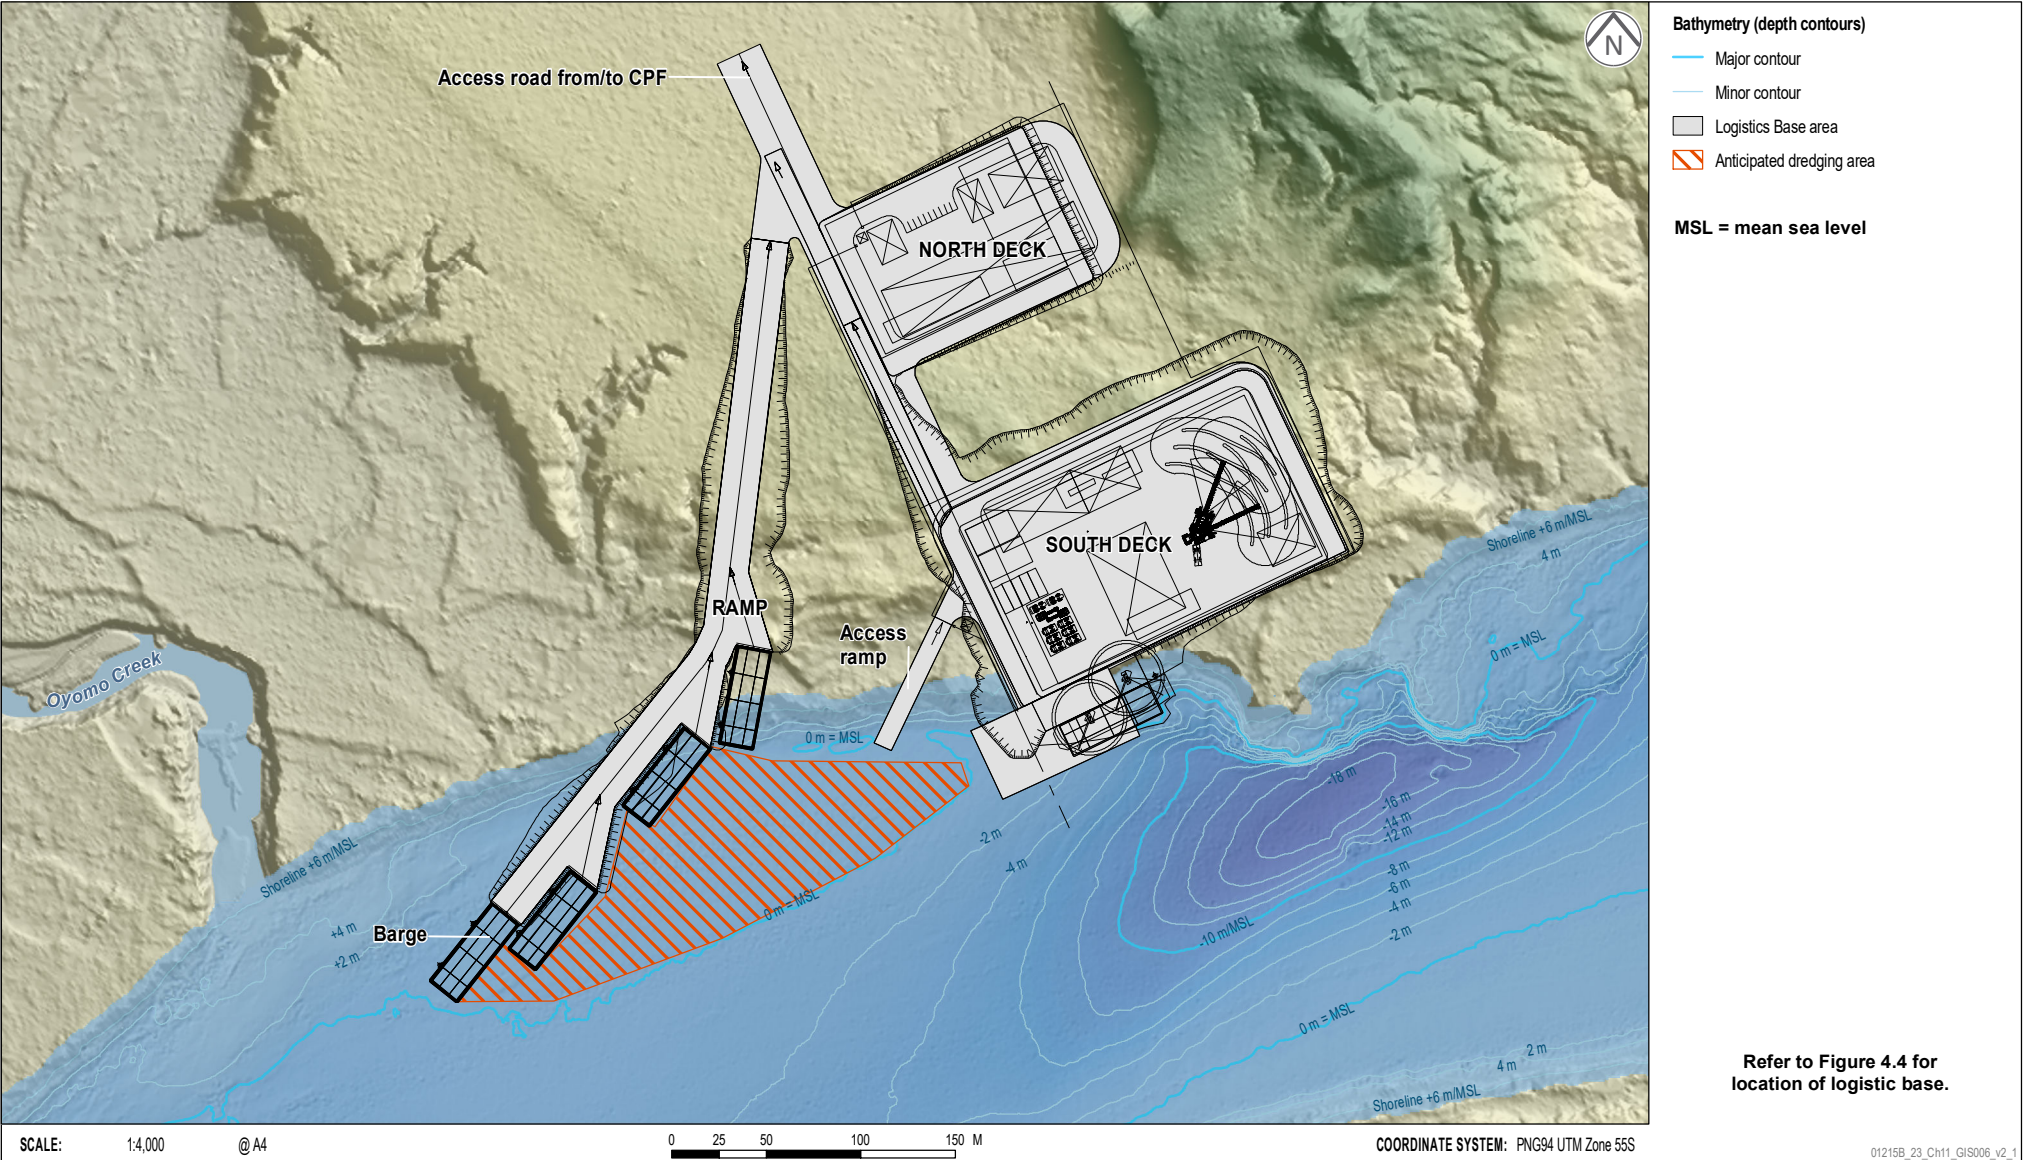 Access road from/to CPF
N
NORTH DECK
SOUTH DECK
RAMP
Access
ramp
Barge
Oyomo Creek
Shoreline +6 m/MSL
4 m
0 m = MSL
0 m = MSL
-18 m
-16 m
-14 m
-12 m
-8 m
-6 m
-4 m
-2 m
-10 m/MSL
-2 m
-4 m
0 m = MSL
Shoreline +6 m/MSL
+4 m
+2 m
0 m = MSL
2 m
4 m
Shoreline +6 m/MSL
Bathymetry (depth contours)
Major contour
Minor contour
Logistics Base area
Anticipated dredging area
MSL = mean sea level
Refer to Figure 4.4 for
location of logistic base.
SCALE: 1:4,000 @ A4
0 25 50 100 150 M
COORDINATE SYSTEM: PNG94 UTM Zone 55S
01215B_23_Ch11_GIS006_v2_1